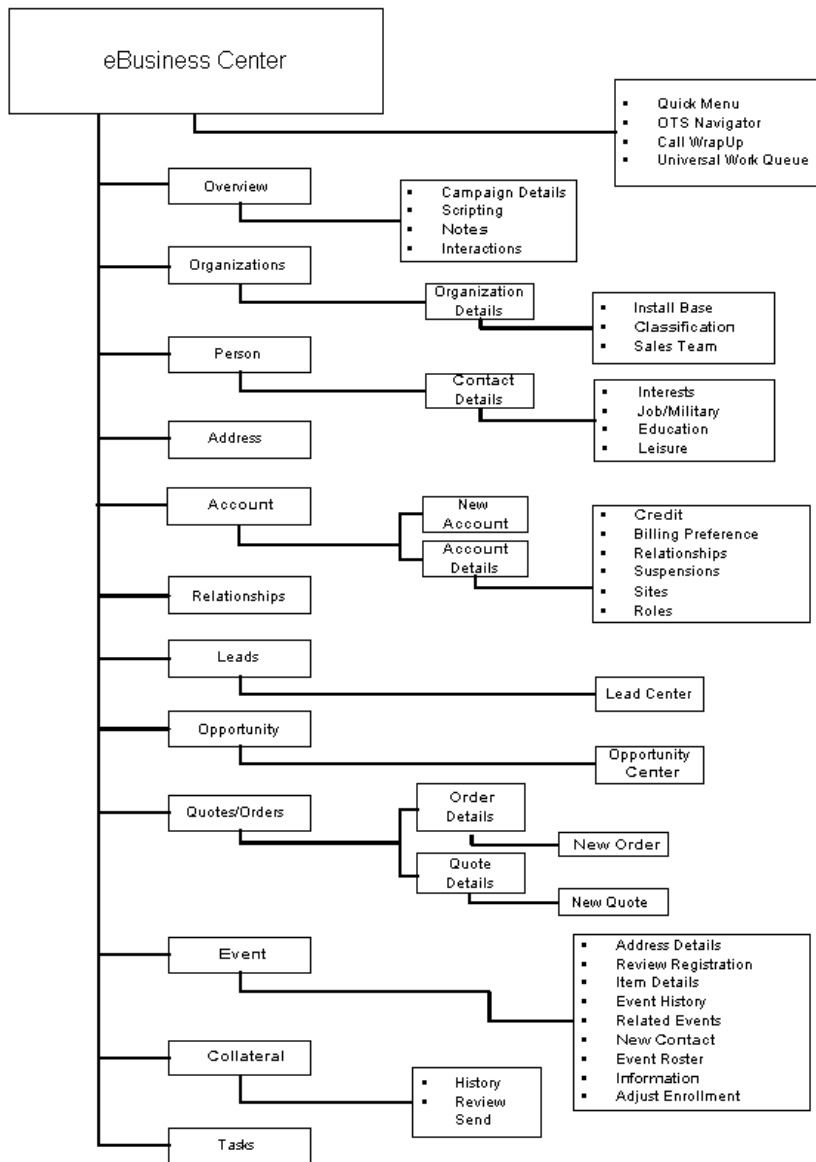 eBusiness Center
▪ Quick Menu
▪ OTS Navigator
▪ Call WrapUp
▪ Universal Work Queue
Overview
▪ Campaign Details
▪ Scripting
▪ Notes
▪ Interactions
Organizations
Organization
Details
▪ Install Base
▪ Classification
▪ Sales Team
Person
Contact
Details
▪ Interests
▪ Job/Military
▪ Education
▪ Leisure
Address
Account
New
Account
Account
Details
▪ Credit
▪ Billing Preference
▪ Relationships
▪ Suspensions
▪ Sites
▪ Roles
Relationships
Leads
Lead Center
Opportunity
Opportunity
Center
Quotes/Orders
Order
Details
New Order
Quote
Details
New Quote
Event
▪ Address Details
▪ Review Registration
▪ Item Details
▪ Event History
▪ Related Events
▪ New Contact
▪ Event Roster
▪ Information
▪ Adjust Enrollment
Collateral
▪ History
▪ Review
Send
Tasks